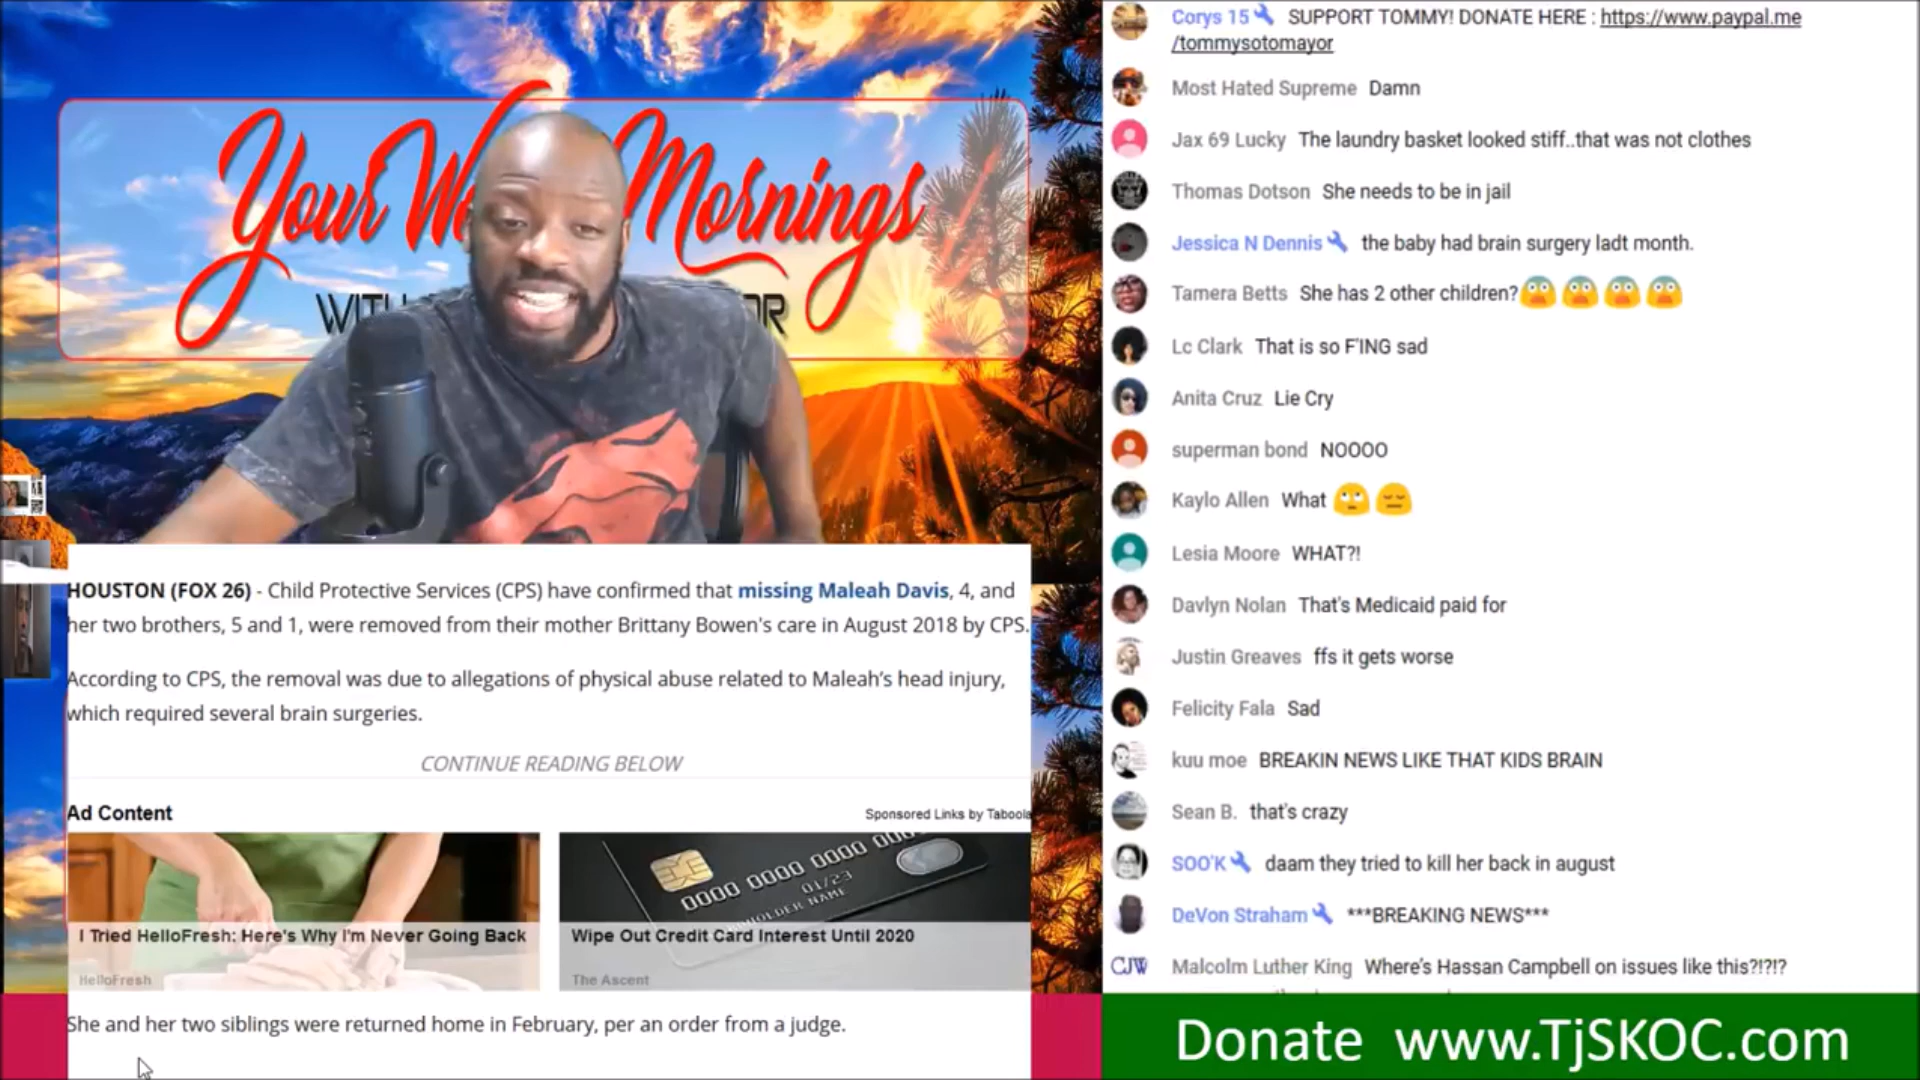 Your Wo Mornings
WITH OR
HOUSTON (FOX 26) - Child Protective Services (CPS) have confirmed that missing Maleah Davis, 4, and
her two brothers, 5 and 1, were removed from their mother Brittany Bowen's care in August 2018 by CPS.
According to CPS, the removal was due to allegations of physical abuse related to Maleah's head injury,
which required several brain surgeries.
CONTINUE READING BELOW
Ad Content
Sponsored Links by Taboola
0000 0000 0000 000
01/23
HOLDER NAME
I Tried HelloFresh: Here's Why I'm Never Going Back
HelloFresh
Wipe Out Credit Card Interest Until 2020
The Ascent
She and her two siblings were returned home in February, per an order from a judge.
Corys 15 SUPPORT TOMMY! DONATE HERE : https://www.paypal.me
/tommysotomayor
Most Hated Supreme Damn
Jax 69 Lucky The laundry basket looked stiff..that was not clothes
Thomas Dotson She needs to be in jail
Jessica N Dennis the baby had brain surgery ladt month.
Tamera Betts She has 2 other children?😨😨😨😨
Lc Clark That is so F'ING sad
Anita Cruz Lie Cry
superman bond NOOOO
Kaylo Allen What 🙄 😔
Lesia Moore WHAT?!
Davlyn Nolan That's Medicaid paid for
Justin Greaves ffs it gets worse
Felicity Fala Sad
kuu moe BREAKIN NEWS LIKE THAT KIDS BRAIN
Sean B. that's crazy
SOO'K daam they tried to kill her back in august
DeVon Straham ***BREAKING NEWS***
CJW Malcolm Luther King Where's Hassan Campbell on issues like this?!?!?
Donate www.TjSKOC.com